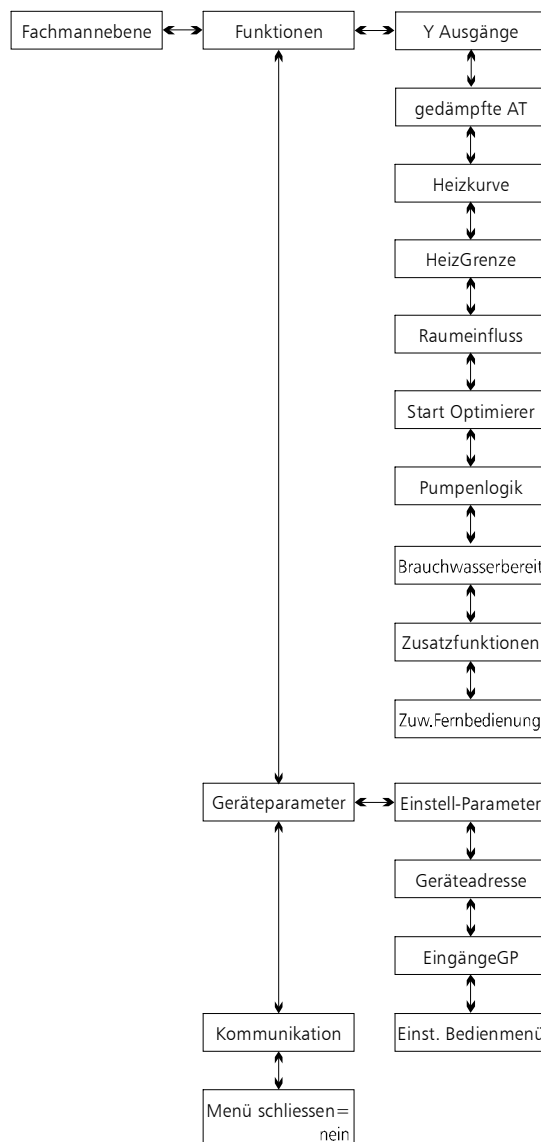 Fachmannebene
Funktionen
Y Ausgänge
gedämpfte AT
Heizkurve
HeizGrenze
Raumeinfluss
Start Optimierer
Pumpenlogik
Brauchwasserbereit
Zusatzfunktionen
Zuw.Fernbedienung
Geräteparameter
Einstell-Parameter
Geräteadresse
EingängeGP
Einst. Bedienmenü
Kommunikation
Menü schliessen=
nein